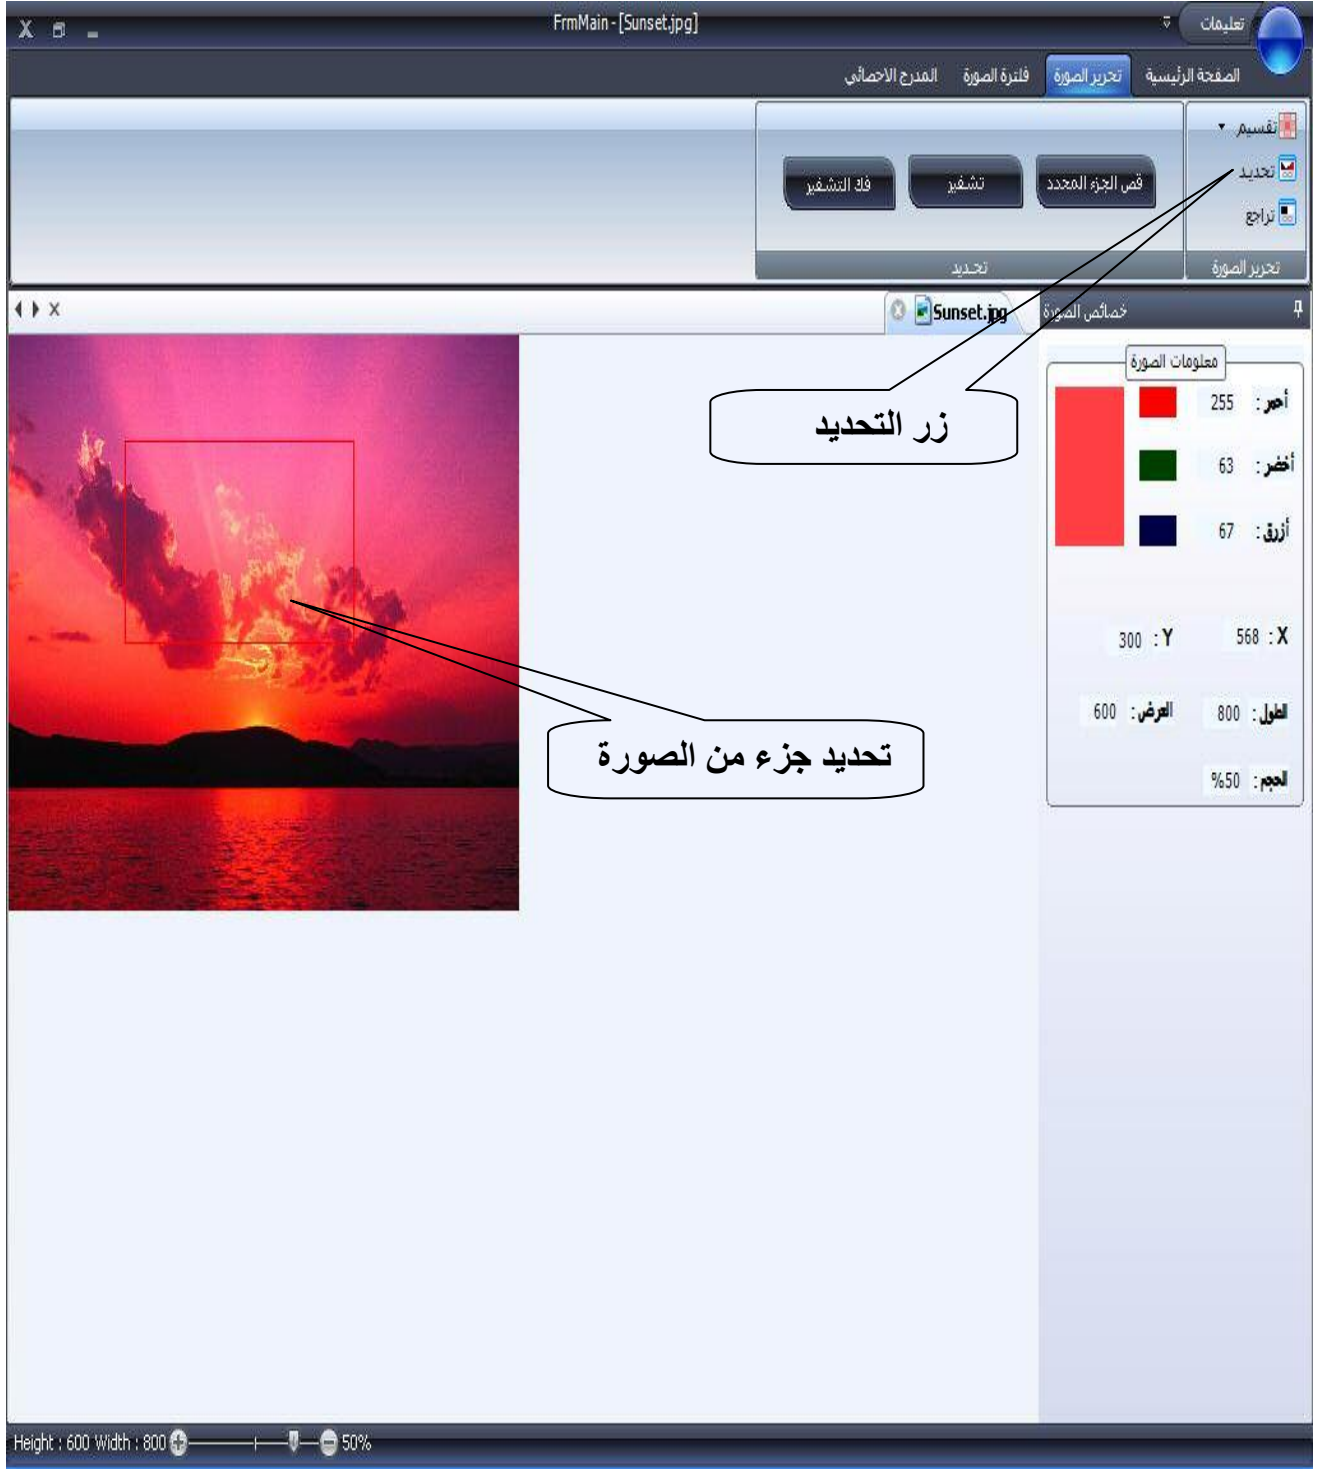 FrmMain - [Sunset.jpg]
تعليمات
الصفحة الرئيسية تحرير الصورة فلترة الصورة المدرج الاحصائي
تقسيم
تحديد
تراجع
تحرير الصورة
قص الجزء المحدد تشفير فك التشفير
تحديد
خصائص الصورة
Sunset.jpg
معلومات الصورة
أحمر : 255
أخضر : 63
أزرق : 67
X : 568 Y : 300
الطول : 800 العرض : 600
الحجم : 50%
زر التحديد
تحديد جزء من الصورة
Height : 600 Width : 800 50%